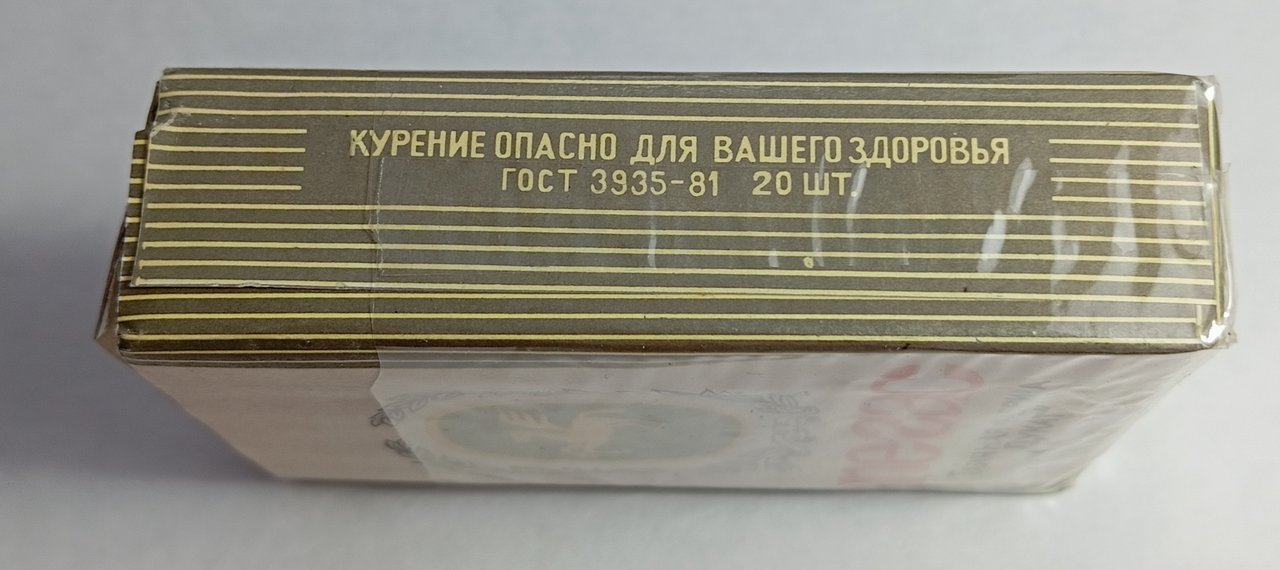 КУРЕНИЕ ОПАСНО ДЛЯ ВАШЕГО ЗДОРОВЬЯ
ГОСТ 3935-81 20 ШТ.